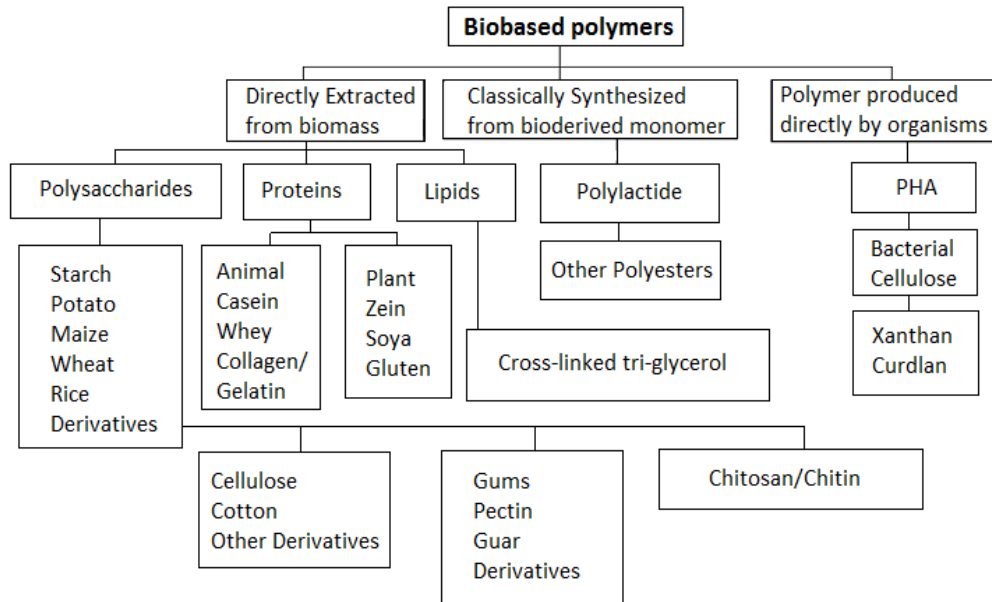 Biobased polymers
Directly Extracted
from biomass
Classically Synthesized
from bioderived monomer
Polymer produced
directly by organisms
Polysaccharides
Proteins
Lipids
Polylactide
PHA
Starch
Potato
Maize
Wheat
Rice
Derivatives
Animal
Casein
Whey
Collagen/
Gelatin
Plant
Zein
Soya
Gluten
Other Polyesters
Bacterial
Cellulose
Cross-linked tri-glycerol
Xanthan
Curdlan
Cellulose
Cotton
Other Derivatives
Gums
Pectin
Guar
Derivatives
Chitosan/Chitin